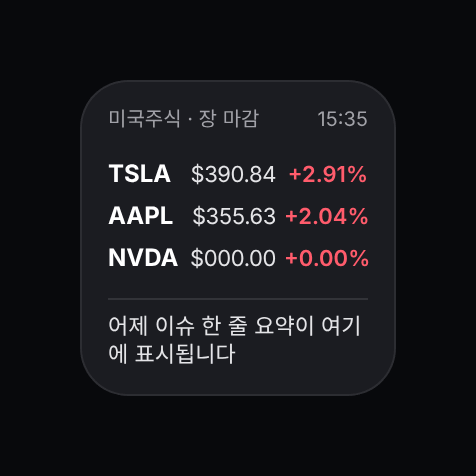 미국주식 · 장 마감 15:35
TSLA $390.84 +2.91%
AAPL $355.63 +2.04%
NVDA $000.00 +0.00%
어제 이슈 한 줄 요약이 여기
에 표시됩니다